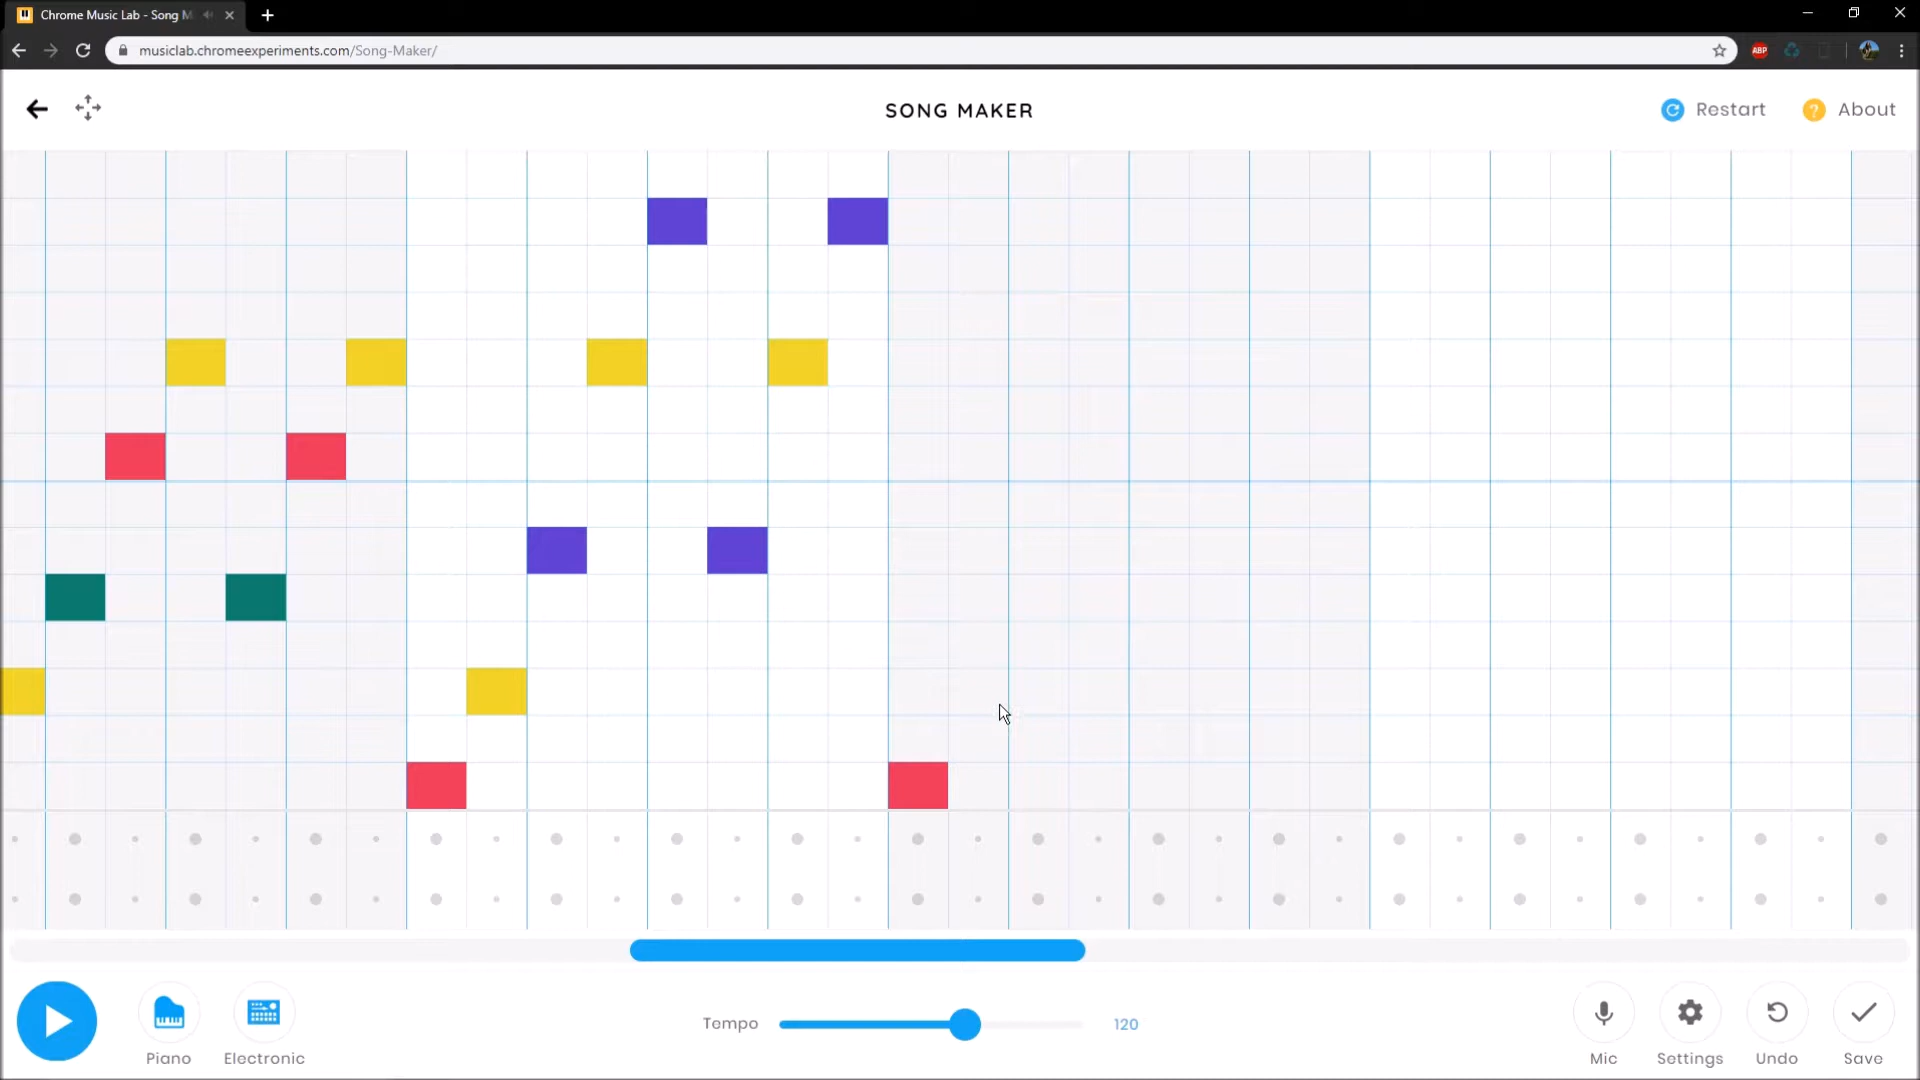 Chrome Music Lab - Song M
musiclab.chromeexperiments.com/Song-Maker/
ABP
SONG MAKER
Restart
? About
Tempo
120
Piano
Electronic
Mic
Settings
Undo
Save